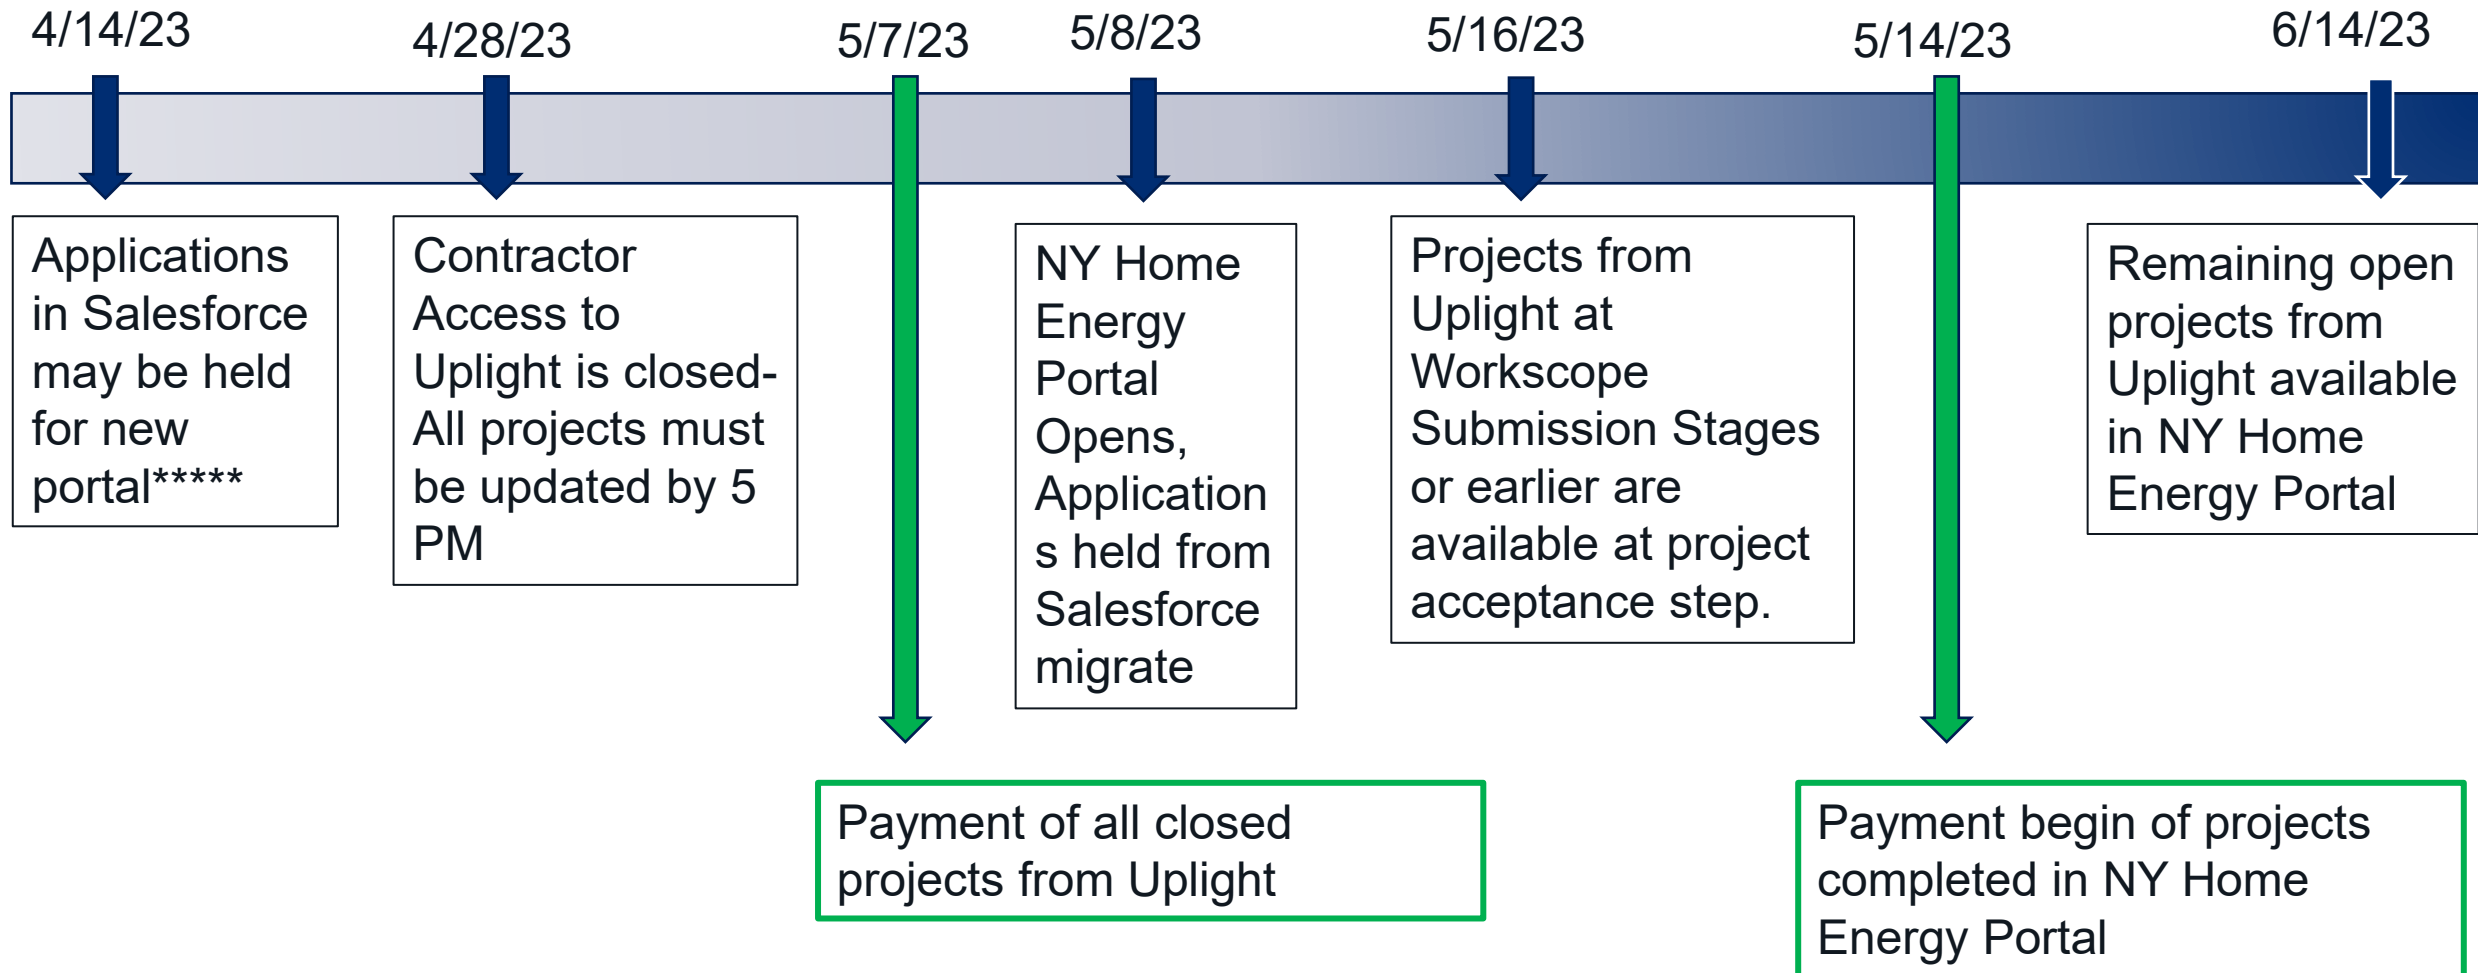 4/14/23
4/28/23
5/7/23
5/8/23
5/16/23
5/14/23
6/14/23
Applications
in Salesforce
may be held
for new
portal*****
Contractor
Access to
Uplight is closed-
All projects must
be updated by 5
PM
NY Home
Energy
Portal
Opens,
Application
s held from
Salesforce
migrate
Projects from
Uplight at
Workscope
Submission Stages
or earlier are
available at project
acceptance step.
Remaining open
projects from
Uplight available
in NY Home
Energy Portal
Payment of all closed
projects from Uplight
Payment begin of projects
completed in NY Home
Energy Portal